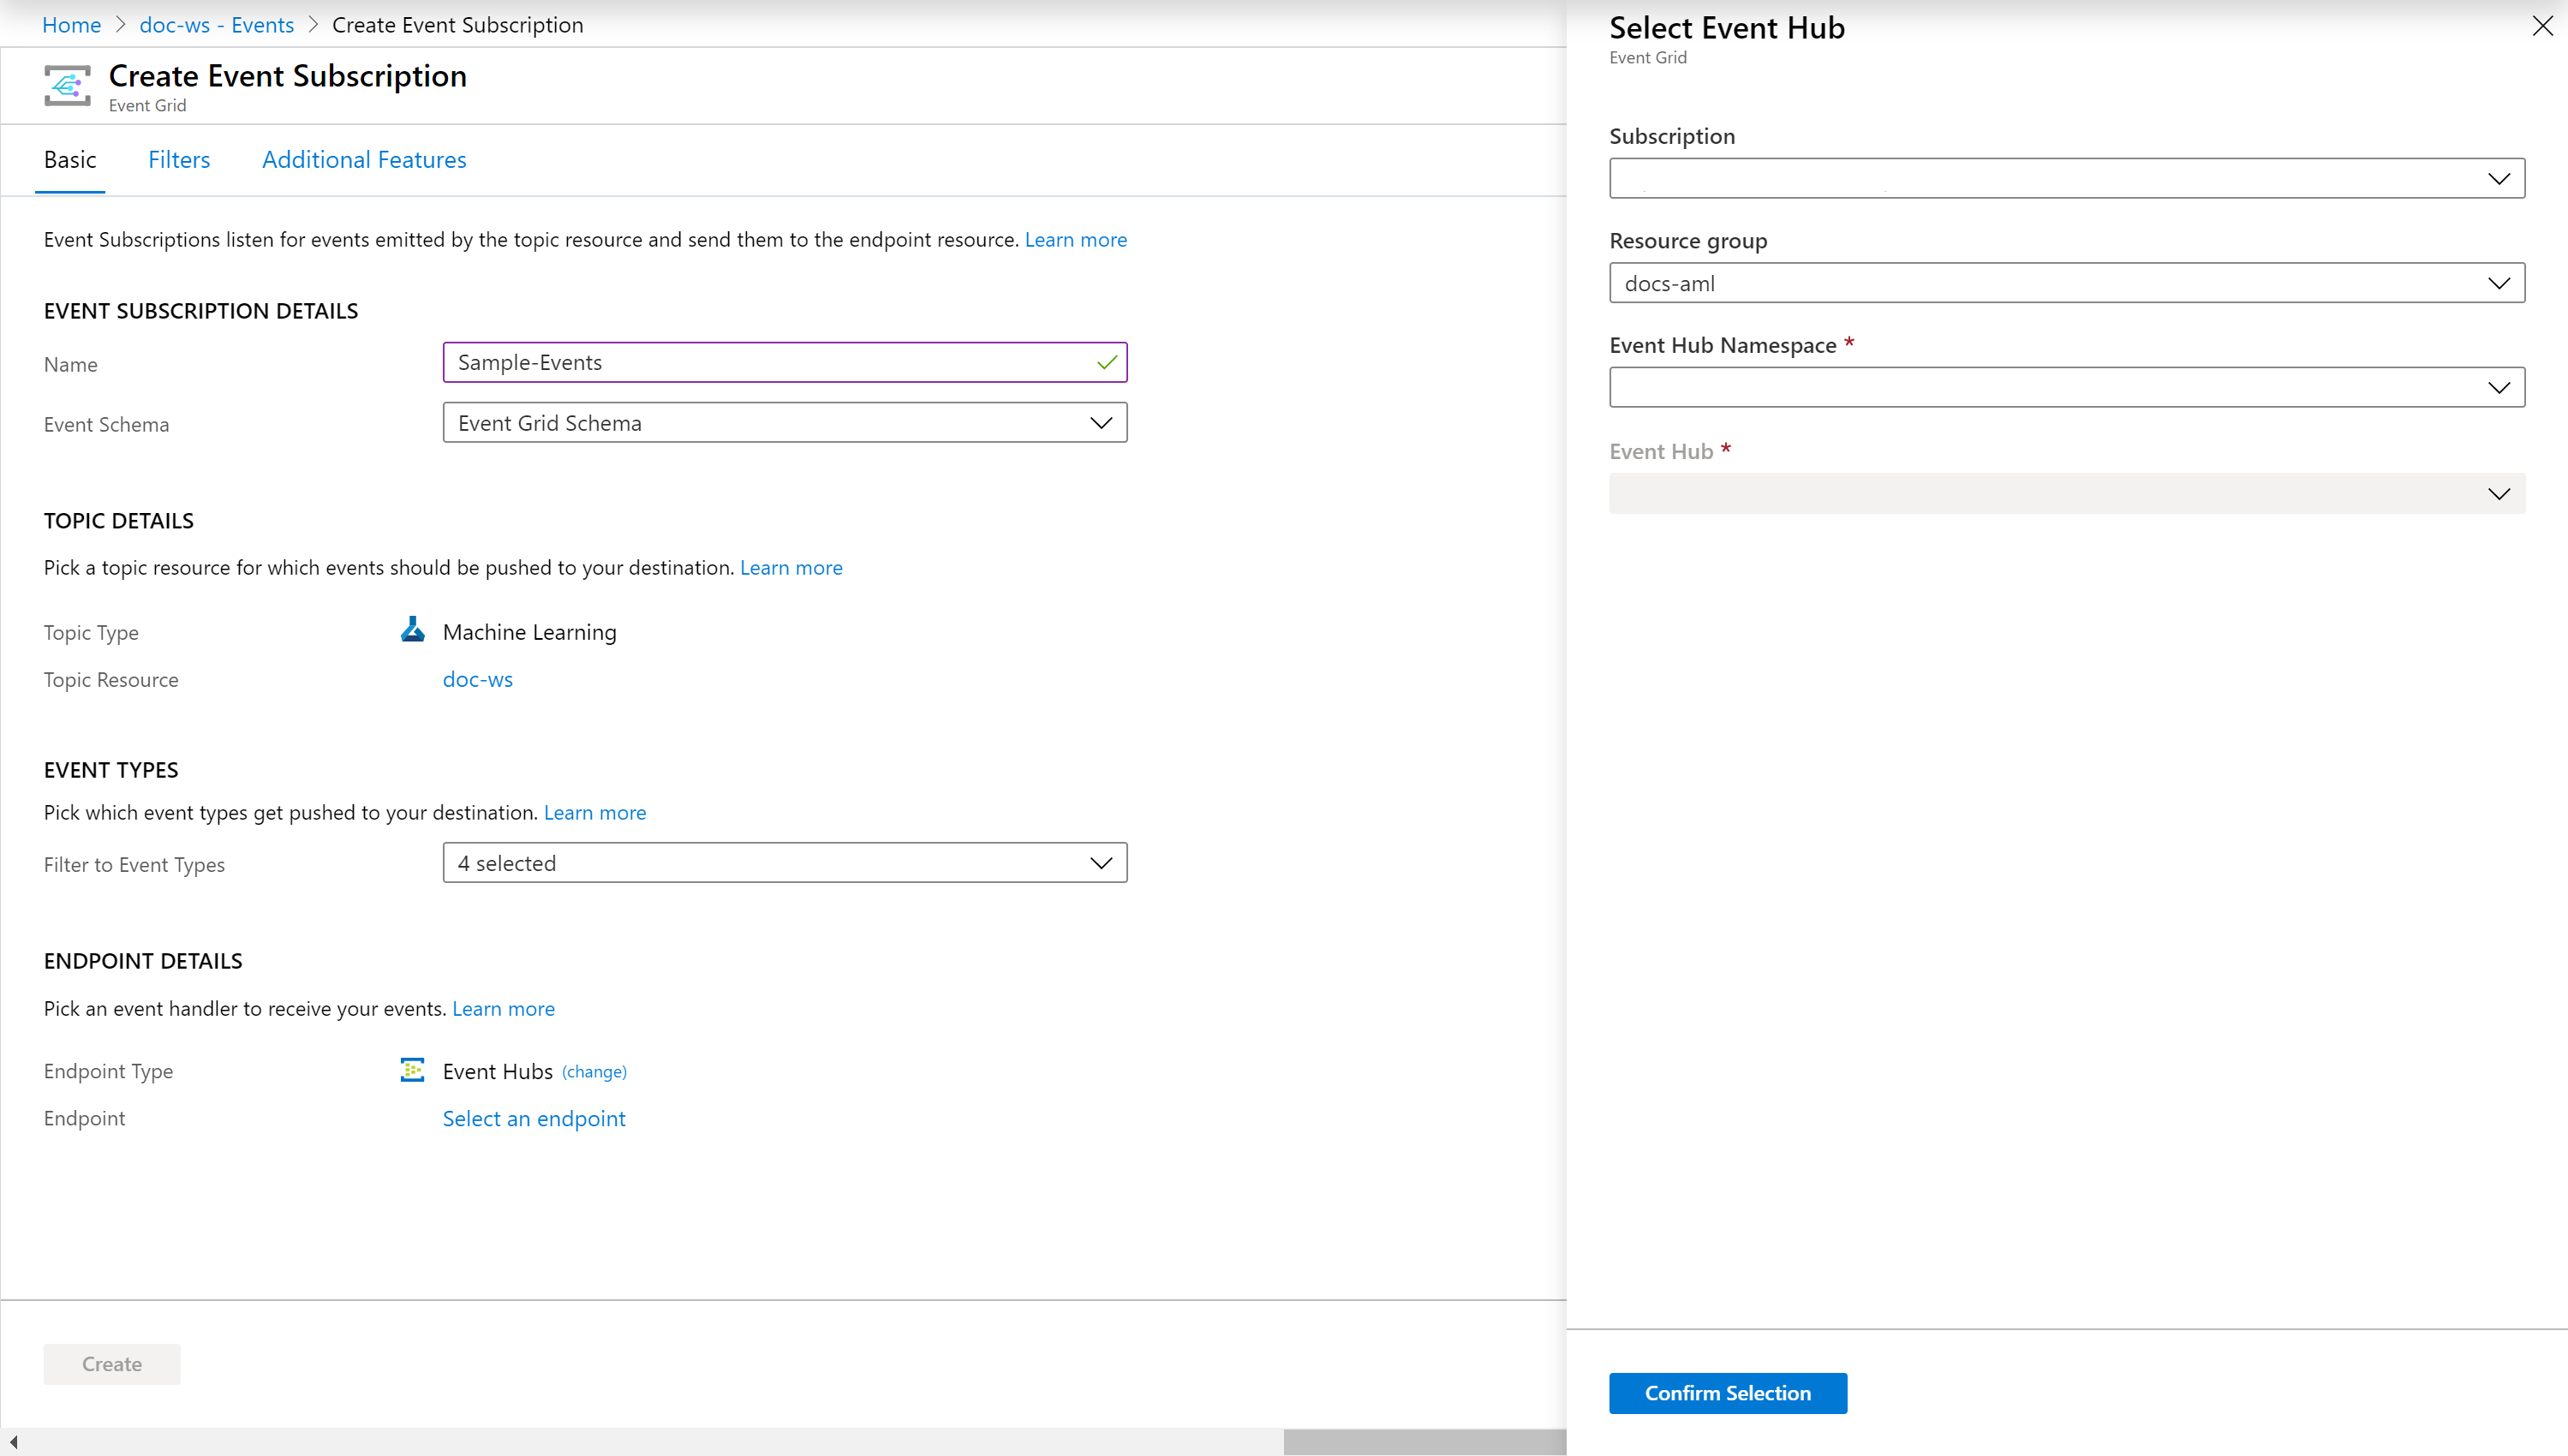 Home > doc-ws - Events > Create Event Subscription
Create Event Subscription
Event Grid
Basic Filters Additional Features
Event Subscriptions listen for events emitted by the topic resource and send them to the endpoint resource. Learn more
EVENT SUBSCRIPTION DETAILS
Name Sample-Events
Event Schema Event Grid Schema
TOPIC DETAILS
Pick a topic resource for which events should be pushed to your destination. Learn more
Topic Type Machine Learning
Topic Resource doc-ws
EVENT TYPES
Pick which event types get pushed to your destination. Learn more
Filter to Event Types 4 selected
ENDPOINT DETAILS
Pick an event handler to receive your events. Learn more
Endpoint Type Event Hubs (change)
Endpoint Select an endpoint
Create
Select Event Hub
Event Grid
Subscription
Resource group
docs-aml
Event Hub Namespace *
Event Hub *
Confirm Selection